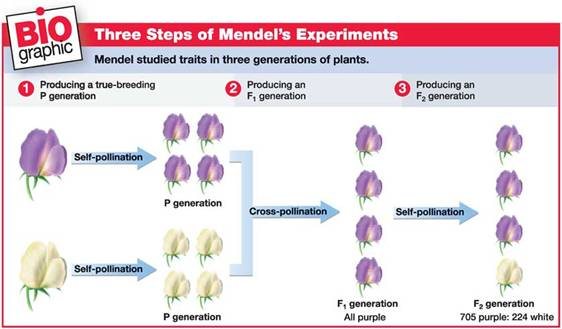 BIO
graphic
Three Steps of Mendel's Experiments
Mendel studied traits in three generations of plants.
1 Producing a true-breeding
P generation
2 Producing an
F1 generation
3 Producing an
F2 generation
Self-pollination
P generation
Cross-pollination
Self-pollination
Self-pollination
P generation
F1 generation
All purple
F2 generation
705 purple: 224 white